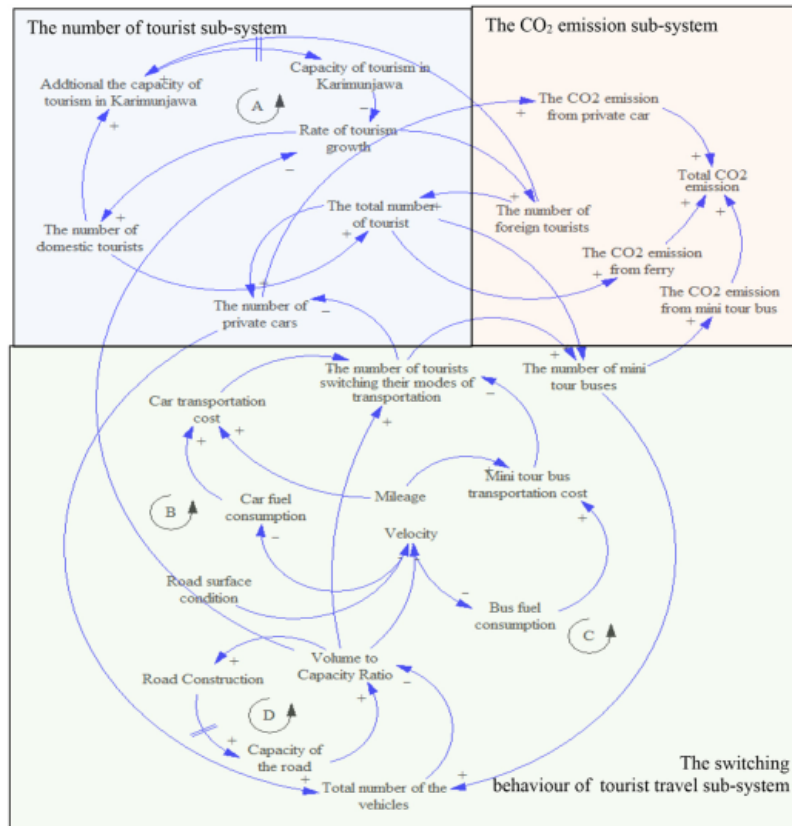 The number of tourist sub-system
The CO₂ emission sub-system
Addtional the capacity of
tourism in Karimunjawa
Capacity of tourism in
Karimunjawa
A
Rate of tourism
growth
The CO2 emission
from private car
Total CO2
emission
The number of
domestic tourists
The total number
of tourist
The number of
foreign tourists
The CO2 emission
from ferry
The CO2 emission
from mini tour bus
The number of
private cars
The number of tourists
switching their modes of
transportation
The number of mini
tour buses
Car transportation
cost
Mini tour bus
transportation cost
Mileage
B
Car fuel
consumption
Velocity
Road surface
condition
Bus fuel
consumption
C
Road Construction
Volume to
Capacity Ratio
D
Capacity of
the road
Total number of the
vehicles
The switching
behaviour of tourist travel sub-system